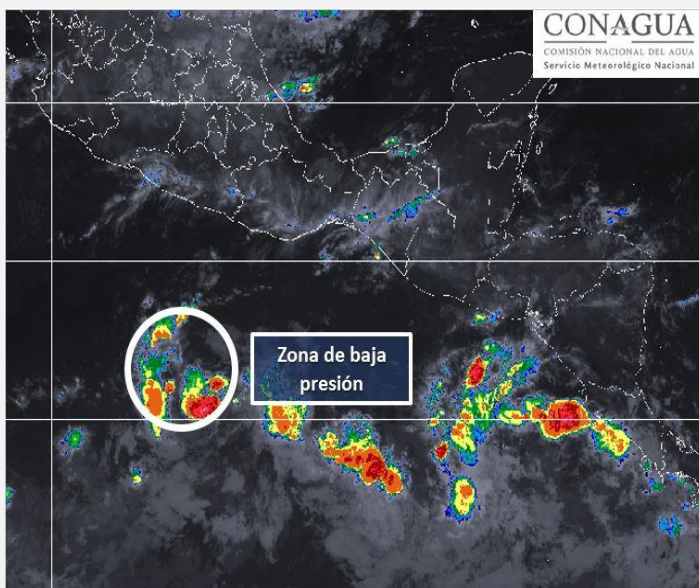 CONAGUA
COMISIÓN NACIONAL DEL AGUA
Servicio Meteorológico Nacional
Zona de baja
presión